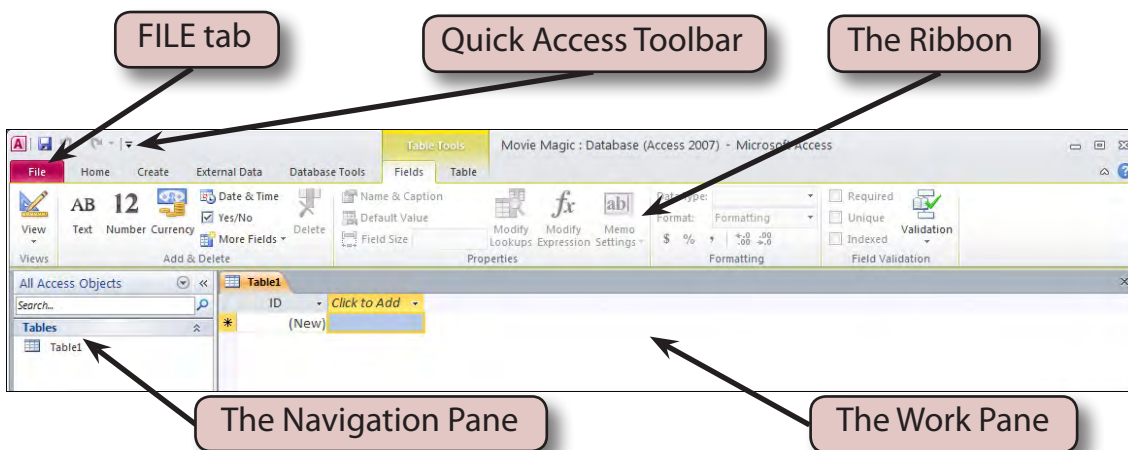 FILE tab
Quick Access Toolbar
The Ribbon
Table Tools
Movie Magic : Database (Access 2007) - Microsoft Access
File Home Create External Data Database Tools Fields Table
AB 12
Date & Time
Yes/No
More Fields
View
Text Number Currency
Delete
Name & Caption
Default Value
Field Size
fx
ab
Modify Lookups
Modify Expression
Memo Settings
Format: Formatting
$ % ,
Required
Unique
Indexed
Validation
Views Add & Delete Properties Formatting Field Validation
All Access Objects
Table1
Search...
ID Click to Add
Tables
(New)
Table1
The Navigation Pane
The Work Pane